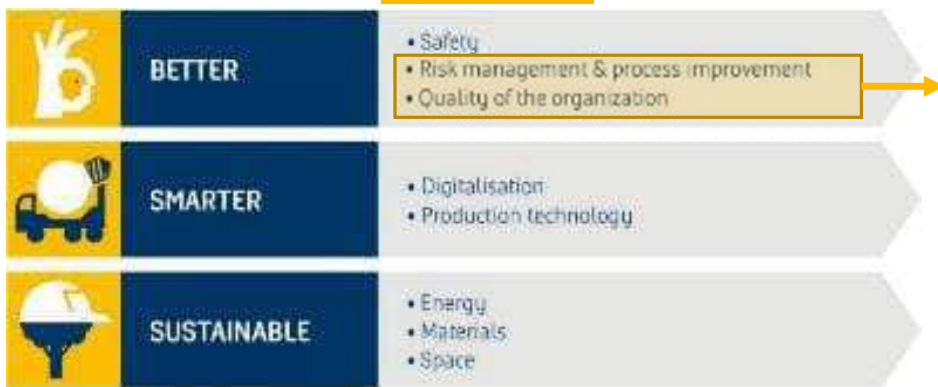 BETTER
• Safety
• Risk management & process improvement
• Quality of the organization
SMARTER
• Digitalisation
• Production technology
SUSTAINABLE
• Energy
• Materials
• Space